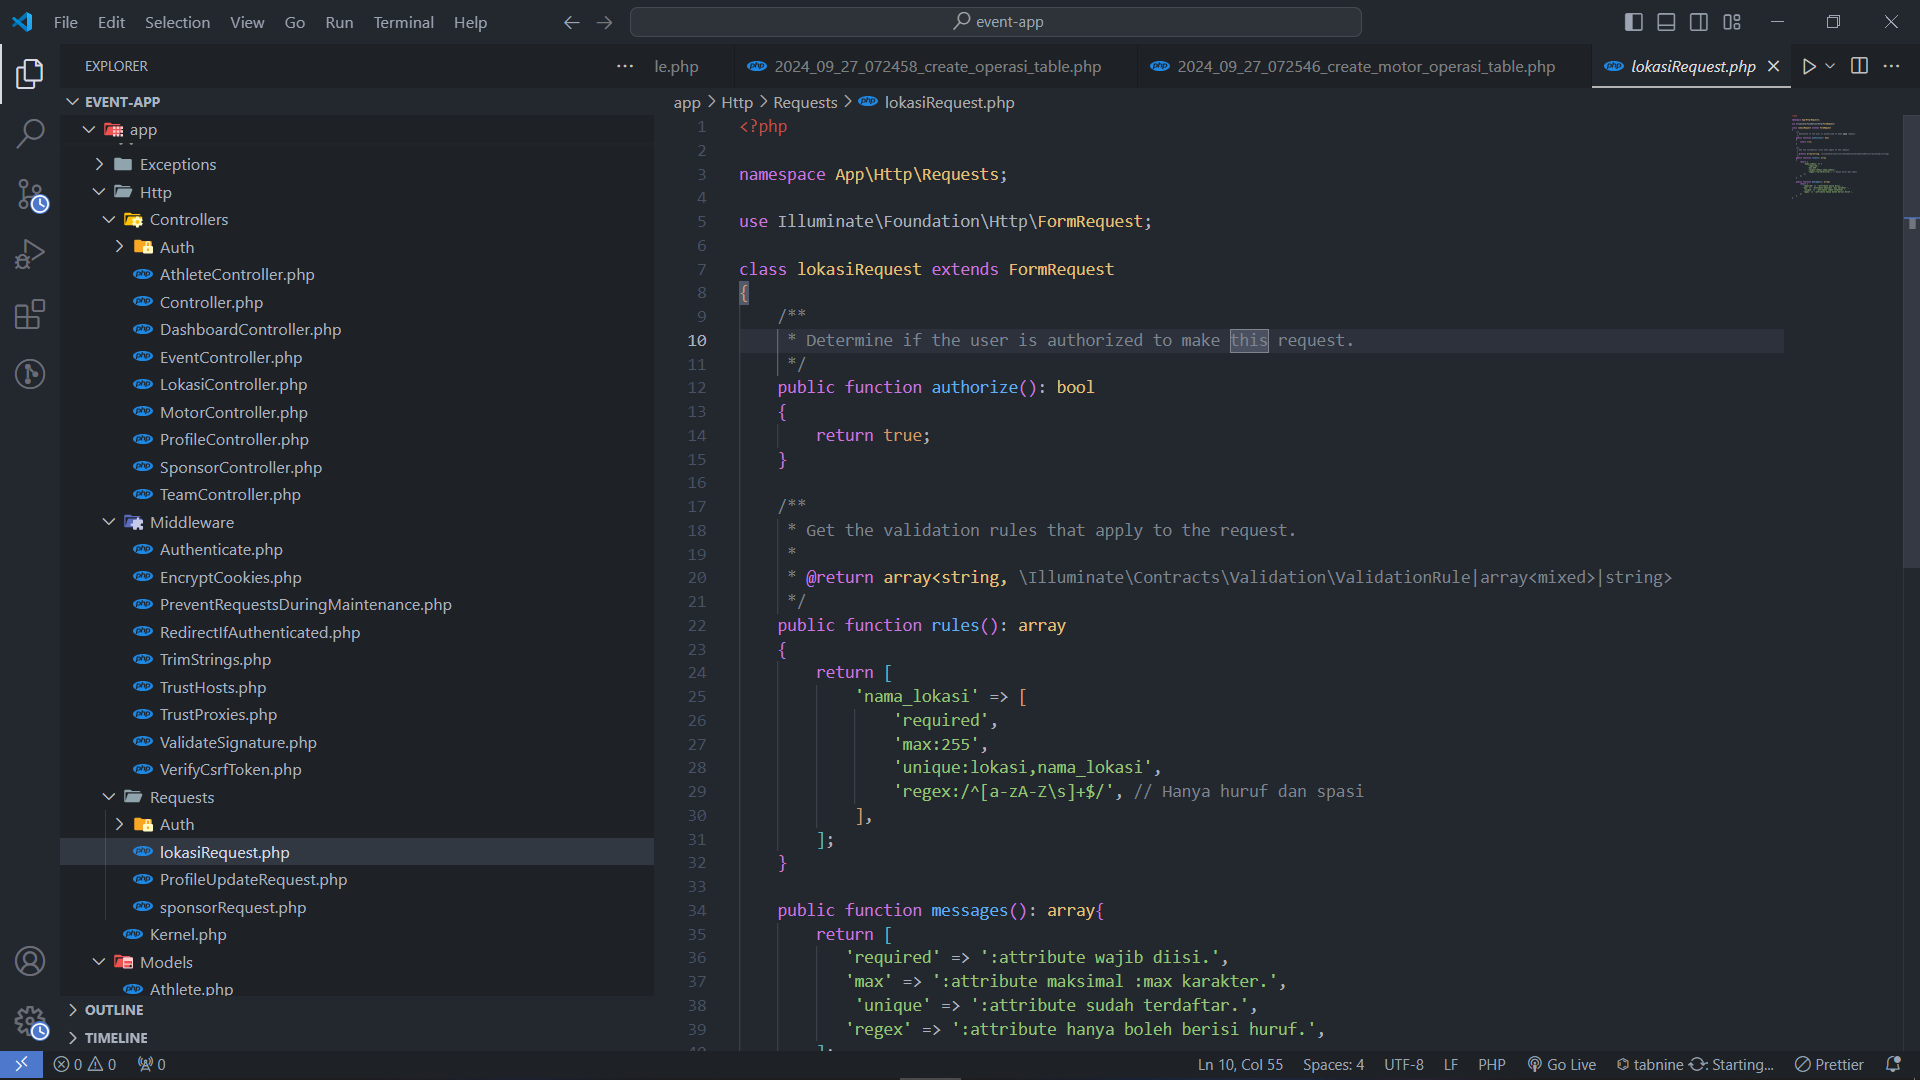 File Edit Selection View Go Run Terminal Help
event-app
EXPLORER
le.php
2024_09_27_072458_create_operasi_table.php
2024_09_27_072546_create_motor_operasi_table.php
lokasiRequest.php
EVENT-APP
app
Exceptions
Http
Controllers
Auth
AthleteController.php
Controller.php
DashboardController.php
EventController.php
LokasiController.php
MotorController.php
ProfileController.php
SponsorController.php
TeamController.php
Middleware
Authenticate.php
EncryptCookies.php
PreventRequestsDuringMaintenance.php
RedirectIfAuthenticated.php
TrimStrings.php
TrustHosts.php
TrustProxies.php
ValidateSignature.php
VerifyCsrfToken.php
Requests
Auth
lokasiRequest.php
ProfileUpdateRequest.php
sponsorRequest.php
Kernel.php
Models
Athlete.php
OUTLINE
TIMELINE
app > Http > Requests > lokasiRequest.php
1 <?php
2
3 namespace App\Http\Requests;
4
5 use Illuminate\Foundation\Http\FormRequest;
6
7 class lokasiRequest extends FormRequest
8 {
9 /**
10 * Determine if the user is authorized to make this request.
11 */
12 public function authorize(): bool
13 {
14 return true;
15 }
16
17 /**
18 * Get the validation rules that apply to the request.
19 *
20 * @return array<string, \Illuminate\Contracts\Validation\ValidationRule|array<mixed>|string>
21 */
22 public function rules(): array
23 {
24 return [
25 'nama_lokasi' => [
26 'required',
27 'max:255',
28 'unique:lokasi,nama_lokasi',
29 'regex:/^[a-zA-Z\s]+$/', // Hanya huruf dan spasi
30 ],
31 ];
32 }
33
34 public function messages(): array{
35 return [
36 'required' => ':attribute wajib diisi.',
37 'max' => ':attribute maksimal :max karakter.',
38 'unique' => ':attribute sudah terdaftar.',
39 'regex' => ':attribute hanya boleh berisi huruf.',
40 ];
0 0 0
Ln 10, Col 55 Spaces: 4 UTF-8 LF PHP Go Live tabnine : Starting... Prettier